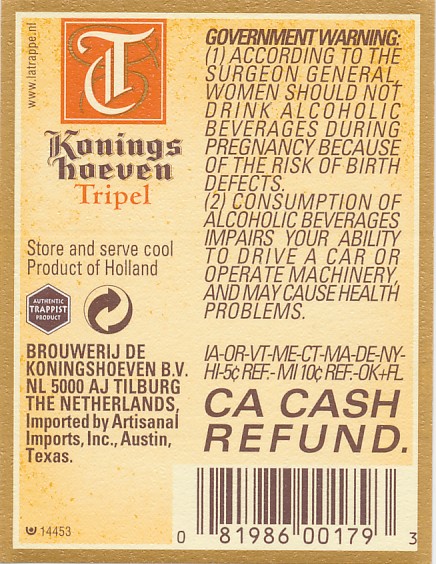 www.latrappe.nl
T
Konings
hoeven
Tripel
Store and serve cool
Product of Holland
AUTHENTIC
TRAPPIST
PRODUCT
BROUWERIJ DE
KONINGSHOEVEN B.V.
NL 5000 AJ TILBURG
THE NETHERLANDS,
Imported by Artisanal
Imports, Inc., Austin,
Texas.
14453
GOVERNMENT WARNING:
(1) ACCORDING TO THE
SURGEON GENERAL,
WOMEN SHOULD NOT
DRINK ALCOHOLIC
BEVERAGES DURING
PREGNANCY BECAUSE
OF THE RISK OF BIRTH
DEFECTS.
(2) CONSUMPTION OF
ALCOHOLIC BEVERAGES
IMPAIRS YOUR ABILITY
TO DRIVE A CAR OR
OPERATE MACHINERY,
AND MAY CAUSE HEALTH
PROBLEMS.
IA-OR-VT-ME-CT-MA-DE-NY-
HI-5¢ REF.- MI 10¢ REF.-OK+FL
CA CASH
REFUND.
0 81986 00179 3